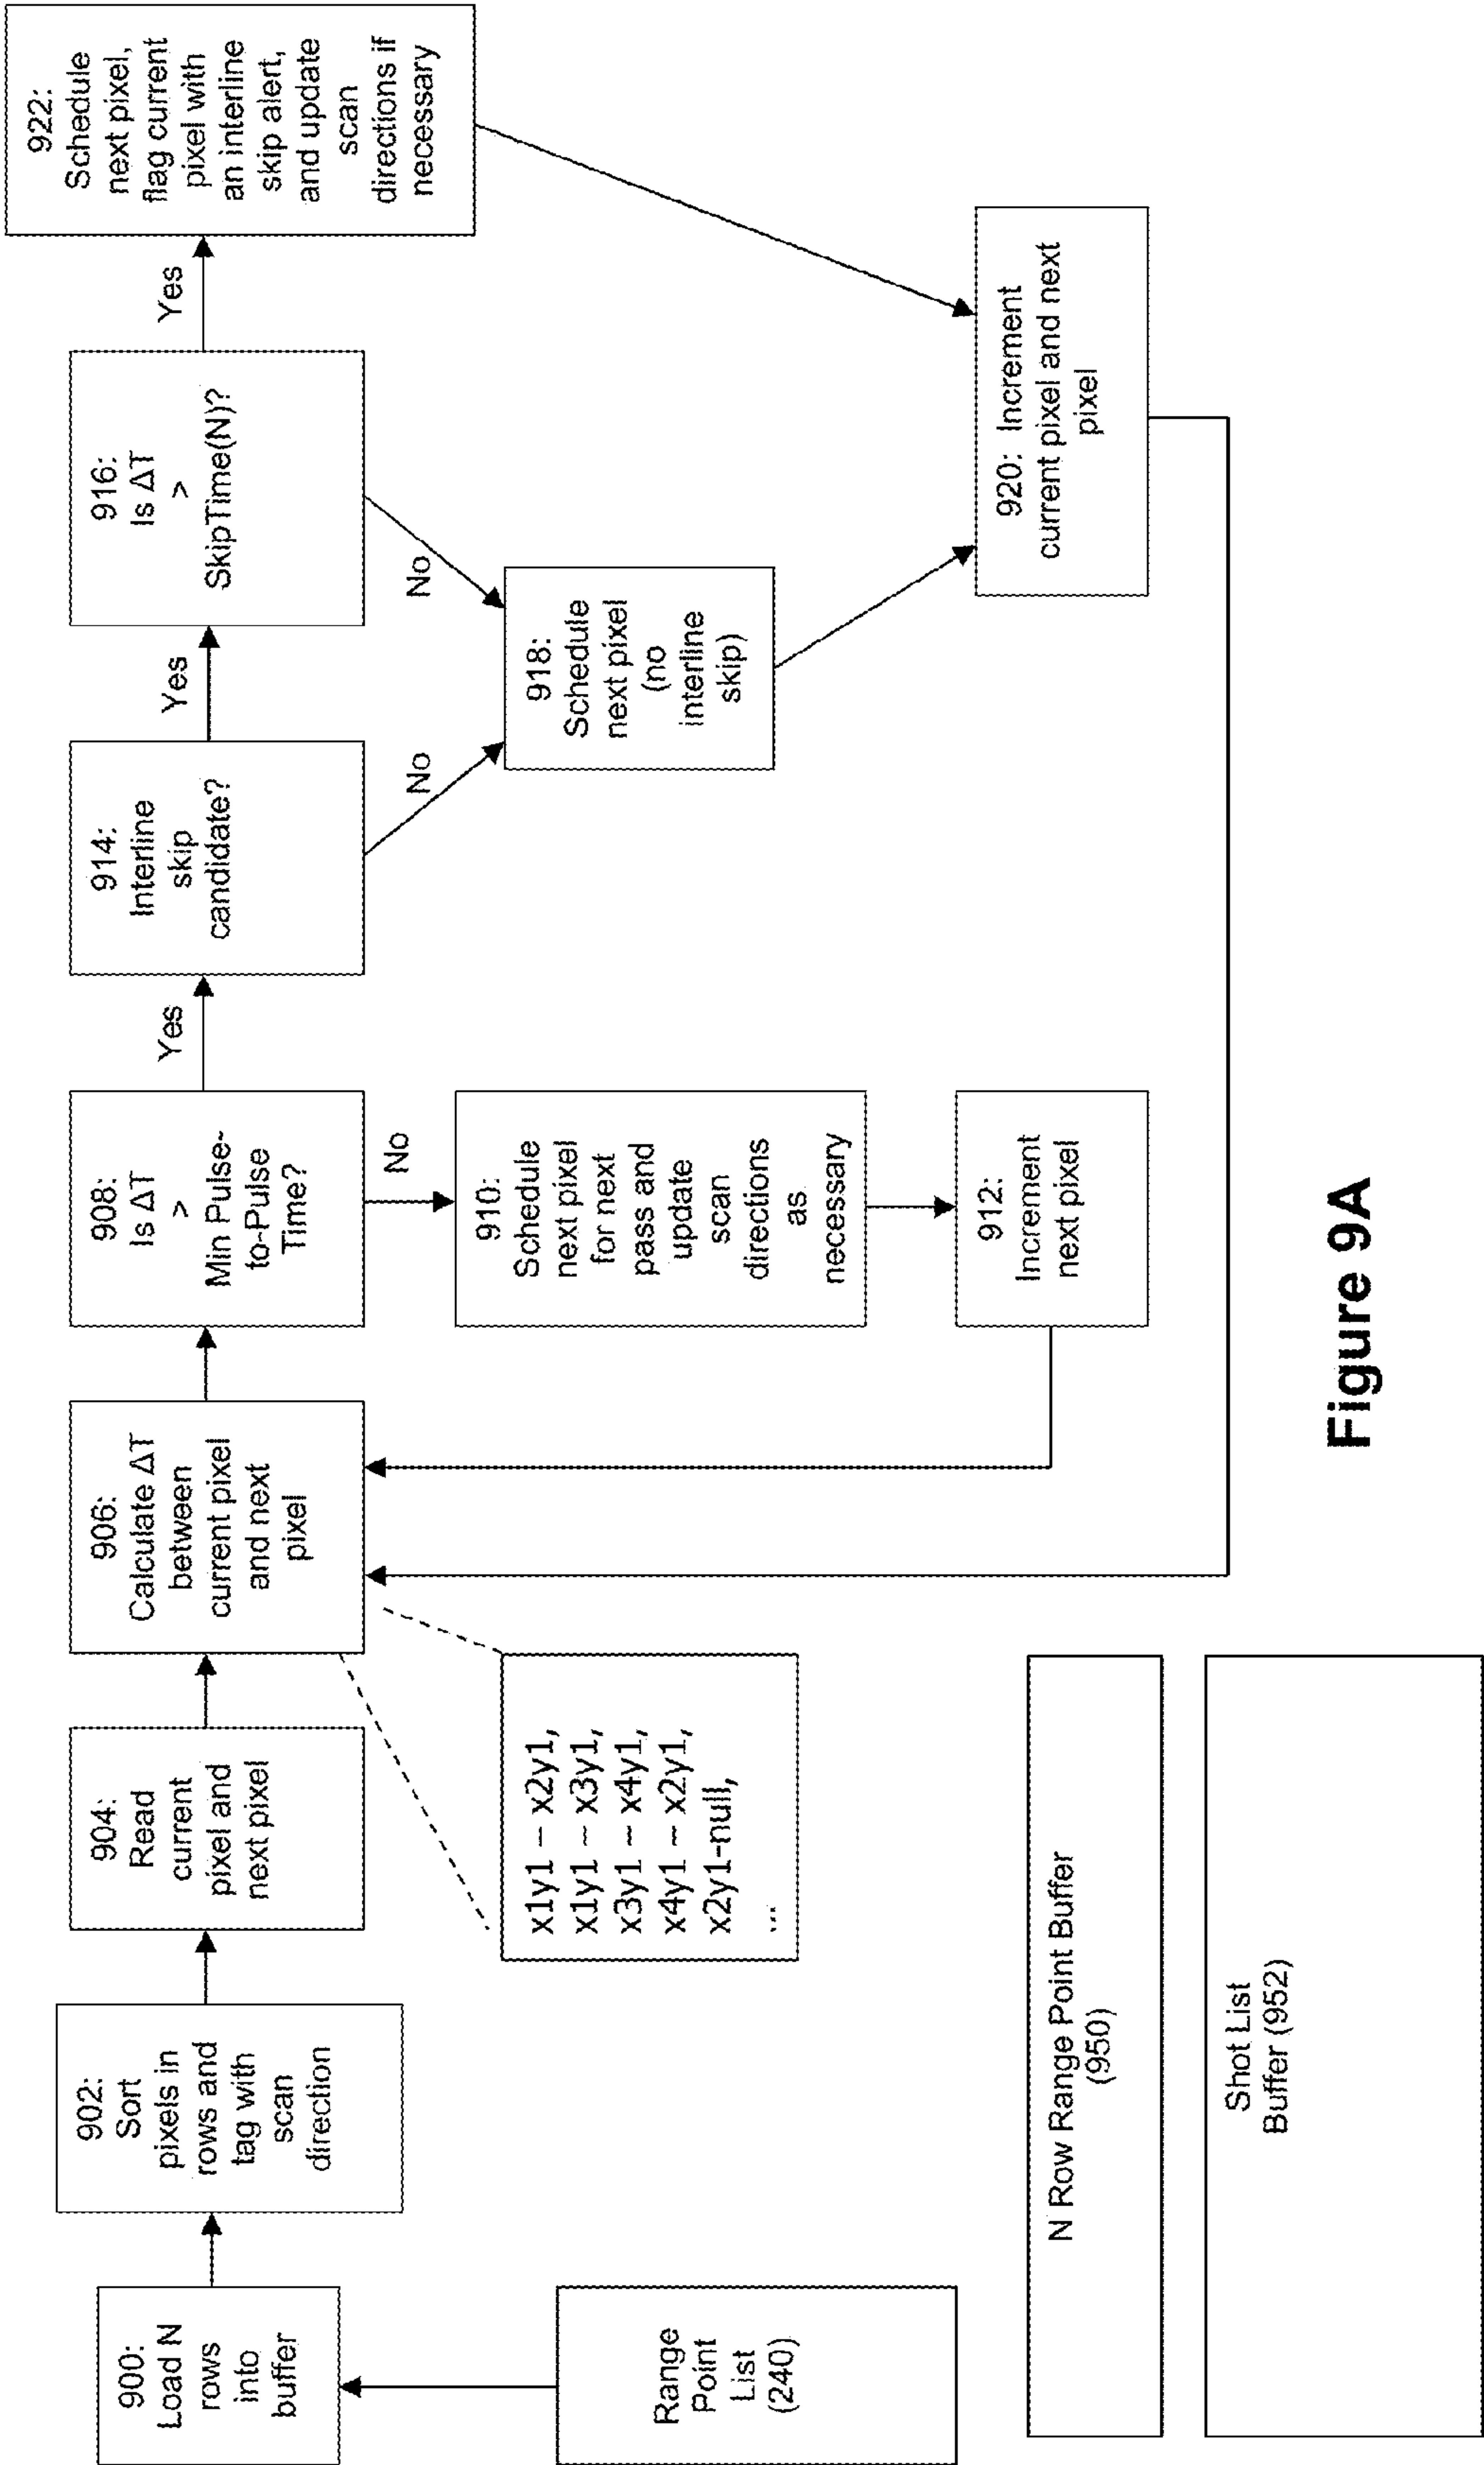 900:
Load N
rows
into
buffer
Range
Point
List
(240)
902:
Sort
pixels in
rows and
tag with
scan
direction
904:
Read
current
pixel and
next pixel
906:
Calculate ΔT
between
current pixel
and next
pixel
x1y1 – x2y1,
x1y1 – x3y1,
x3y1 – x4y1,
x4y1 – x2y1,
x2y1-null,
...
908:
Is ΔT
>
Min Pulse-
to-Pulse
Time?
Yes
No
910:
Schedule
next pixel
for next
pass and
update
scan
directions
as
necessary
912:
Increment
next pixel
914:
Interline
skip
candidate?
Yes
No
916:
Is ΔT
>
SkipTime(N)?
Yes
No
918:
Schedule
next pixel
(no
interline
skip)
922:
Schedule
next pixel,
flag current
pixel with
an interline
skip alert,
and update
scan
directions if
necessary
920: Increment
current pixel and next
pixel
N Row Range Point Buffer
(950)
Shot List
Buffer (952)
Figure 9A